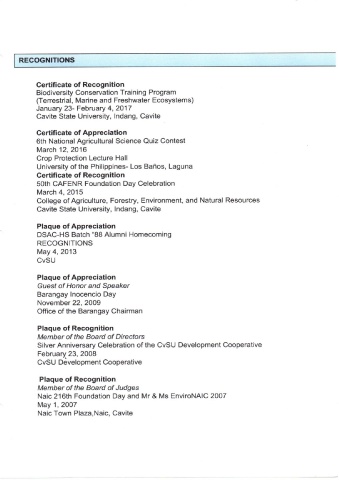 RECOGNITIONS
Certificate of Recognition
Biodiversity Conservation Training Program
(Terrestrial, Marine and Freshwater Ecosystems)
January 23- February 4, 2017
Cavite State University, Indang, Cavite
Certificate of Appreciation
6th National Agricultural Science Quiz Contest
March 12, 2016
Crop Protection Lecture Hall
University of the Philippines- Los Baños, Laguna
Certificate of Recognition
50th CAFENR Foundation Day Celebration
March 4, 2015
College of Agriculture, Forestry, Environment, and Natural Resources
Cavite State University, Indang, Cavite
Plaque of Appreciation
DSAC-HS Batch "88 Alumni Homecoming
RECOGNITIONS
May 4, 2013
CvSU
Plaque of Appreciation
Guest of Honor and Speaker
Barangay Inocencio Day
November 22, 2009
Office of the Barangay Chairman
Plaque of Recognition
Member of the Board of Directors
Silver Anniversary Celebration of the CvSU Development Cooperative
February 23, 2008
CvSU Development Cooperative
Plaque of Recognition
Member of the Board of Judges
Naic 216th Foundation Day and Mr & Ms EnviroNAIC 2007
May 1, 2007
Naic Town Plaza,Naic, Cavite